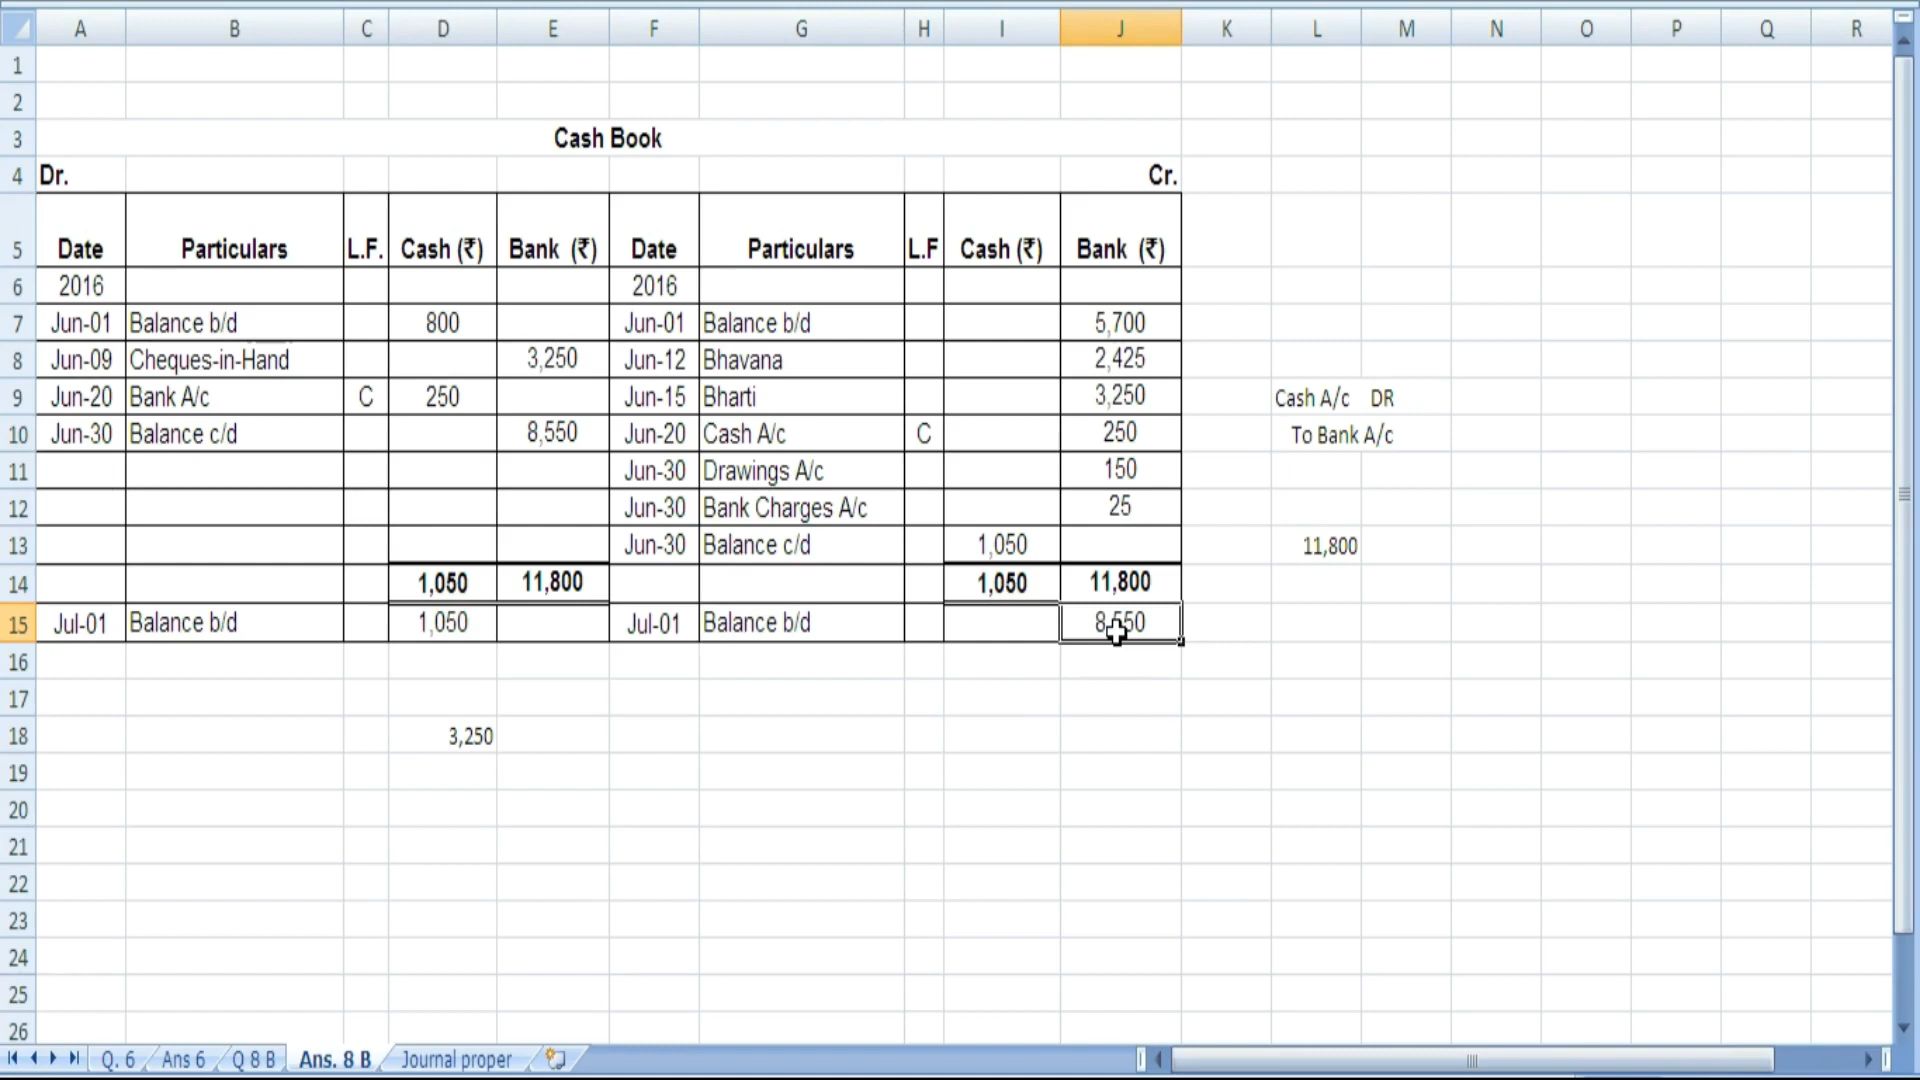 A B C D E F G H I J K L M N O P Q R
1
2
3 Cash Book
4 Dr. Cr.
5 Date Particulars L.F. Cash (₹) Bank (₹) Date Particulars L.F Cash (₹) Bank (₹)
6 2016 2016
7 Jun-01 Balance b/d 800 Jun-01 Balance b/d 5,700
8 Jun-09 Cheques-in-Hand 3,250 Jun-12 Bhavana 2,425
9 Jun-20 Bank A/c C 250 Jun-15 Bharti 3,250 Cash A/c DR
10 Jun-30 Balance c/d 8,550 Jun-20 Cash A/c C 250 To Bank A/c
11 Jun-30 Drawings A/c 150
12 Jun-30 Bank Charges A/c 25
13 Jun-30 Balance c/d 1,050 11,800
14 1,050 11,800 1,050 11,800
15 Jul-01 Balance b/d 1,050 Jul-01 Balance b/d 8,550
16
17
18 3,250
19
20
21
22
23
24
25
26
Q. 6 Ans 6 Q 8 B Ans. 8 B Journal proper